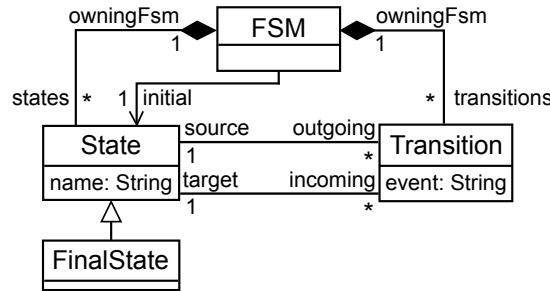 owningFsm FSM owningFsm
1 1
states * 1 initial * transitions
State source outgoing Transition
1 *
name: String target incoming event: String
1 *
FinalState